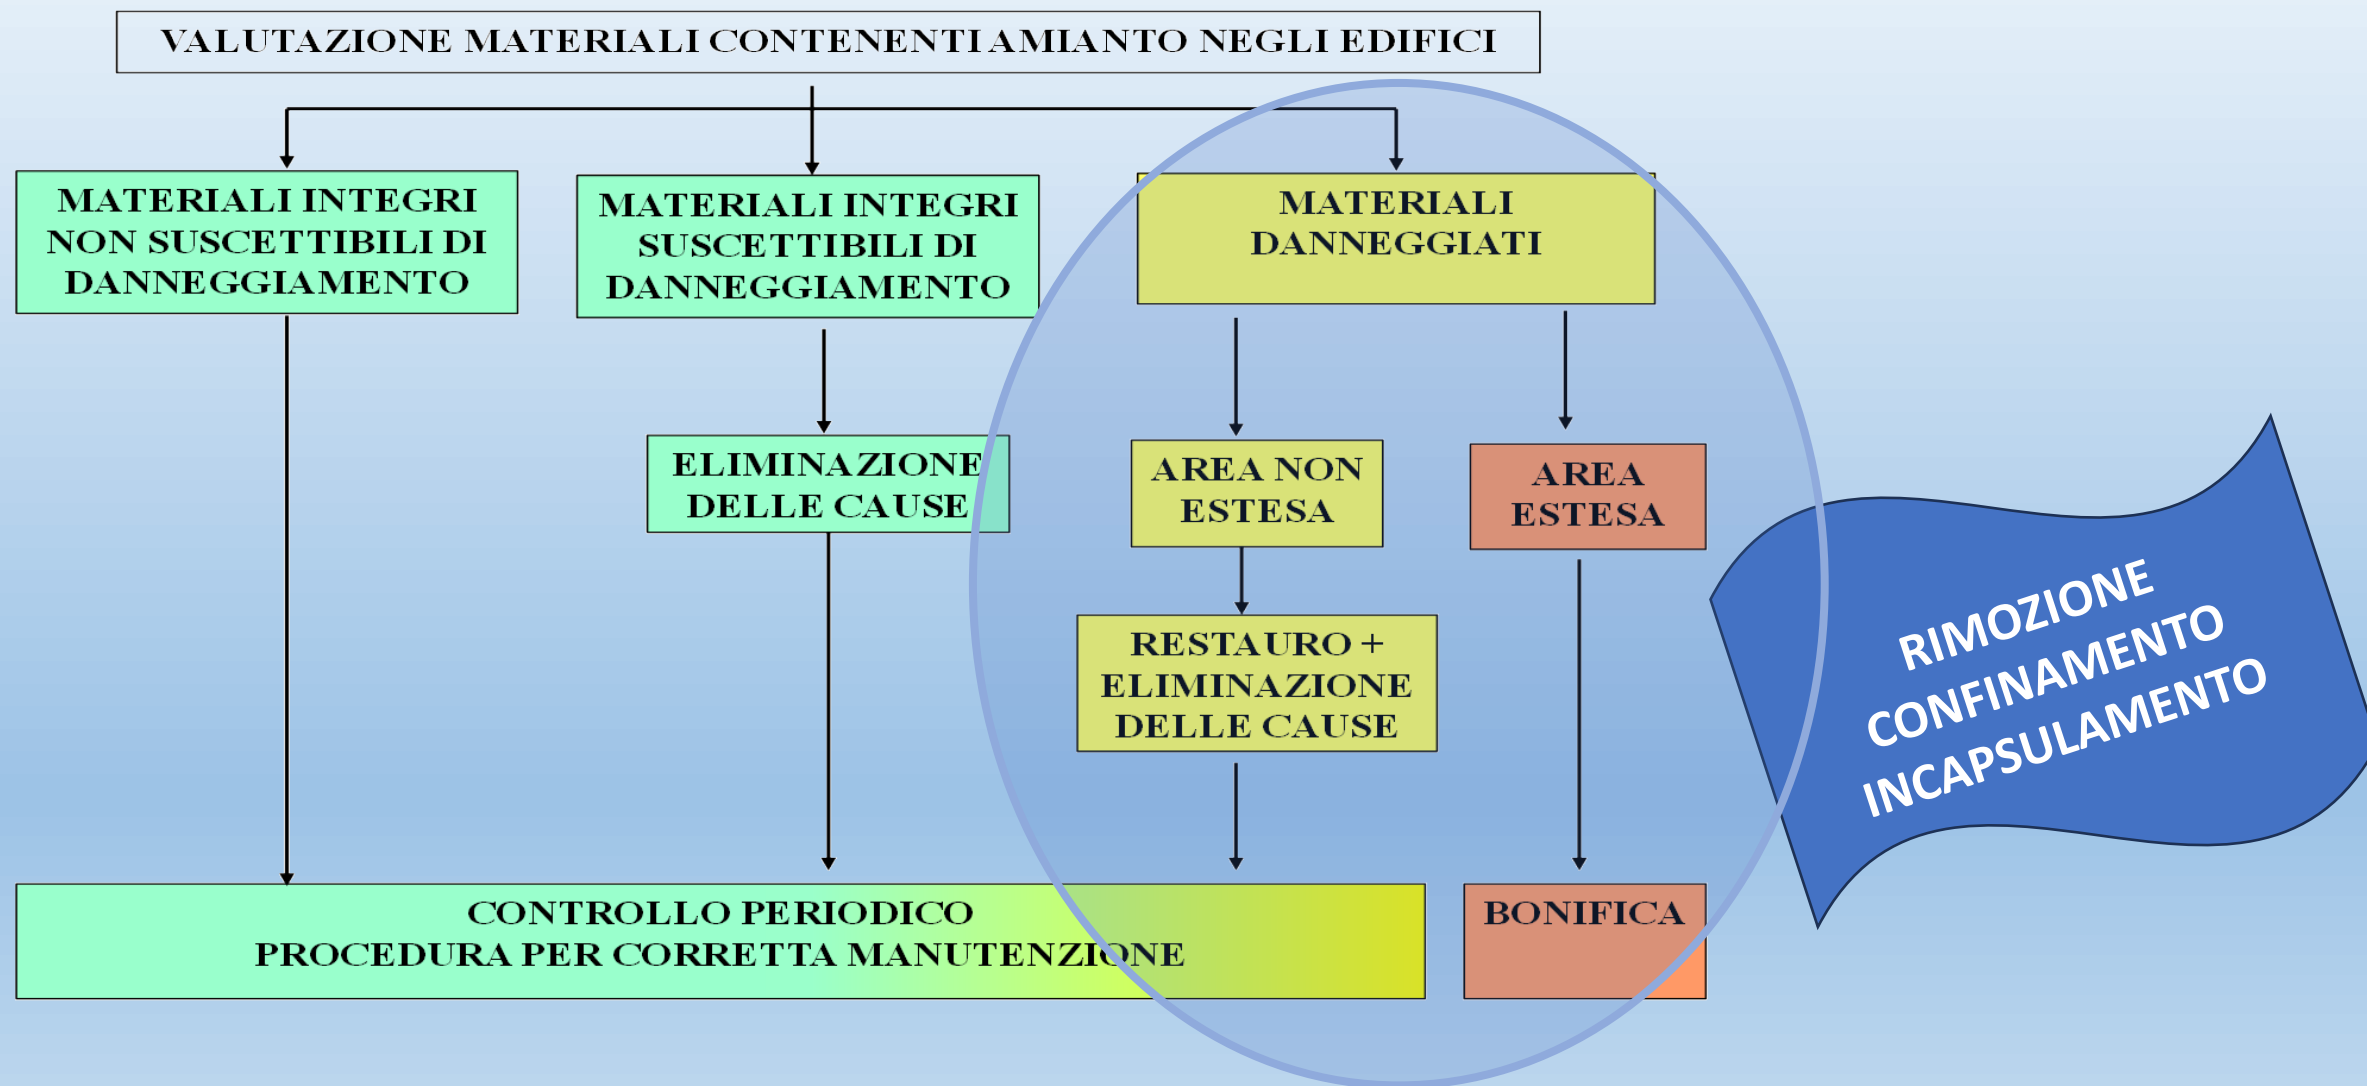 VALUTAZIONE MATERIALI CONTENENTI AMIANTO NEGLI EDIFICI
MATERIALI INTEGRI
NON SUSCETTIBILI DI
DANNEGGIAMENTO
MATERIALI INTEGRI
SUSCETTIBILI DI
DANNEGGIAMENTO
MATERIALI
DANNEGGIATI
ELIMINAZIONE
DELLE CAUSE
AREA NON
ESTESA
AREA
ESTESA
RESTAURO +
ELIMINAZIONE
DELLE CAUSE
RIMOZIONE
CONFINAMENTO
INCAPSULAMENTO
CONTROLLO PERIODICO
PROCEDURA PER CORRETTA MANUTENZIONE
BONIFICA